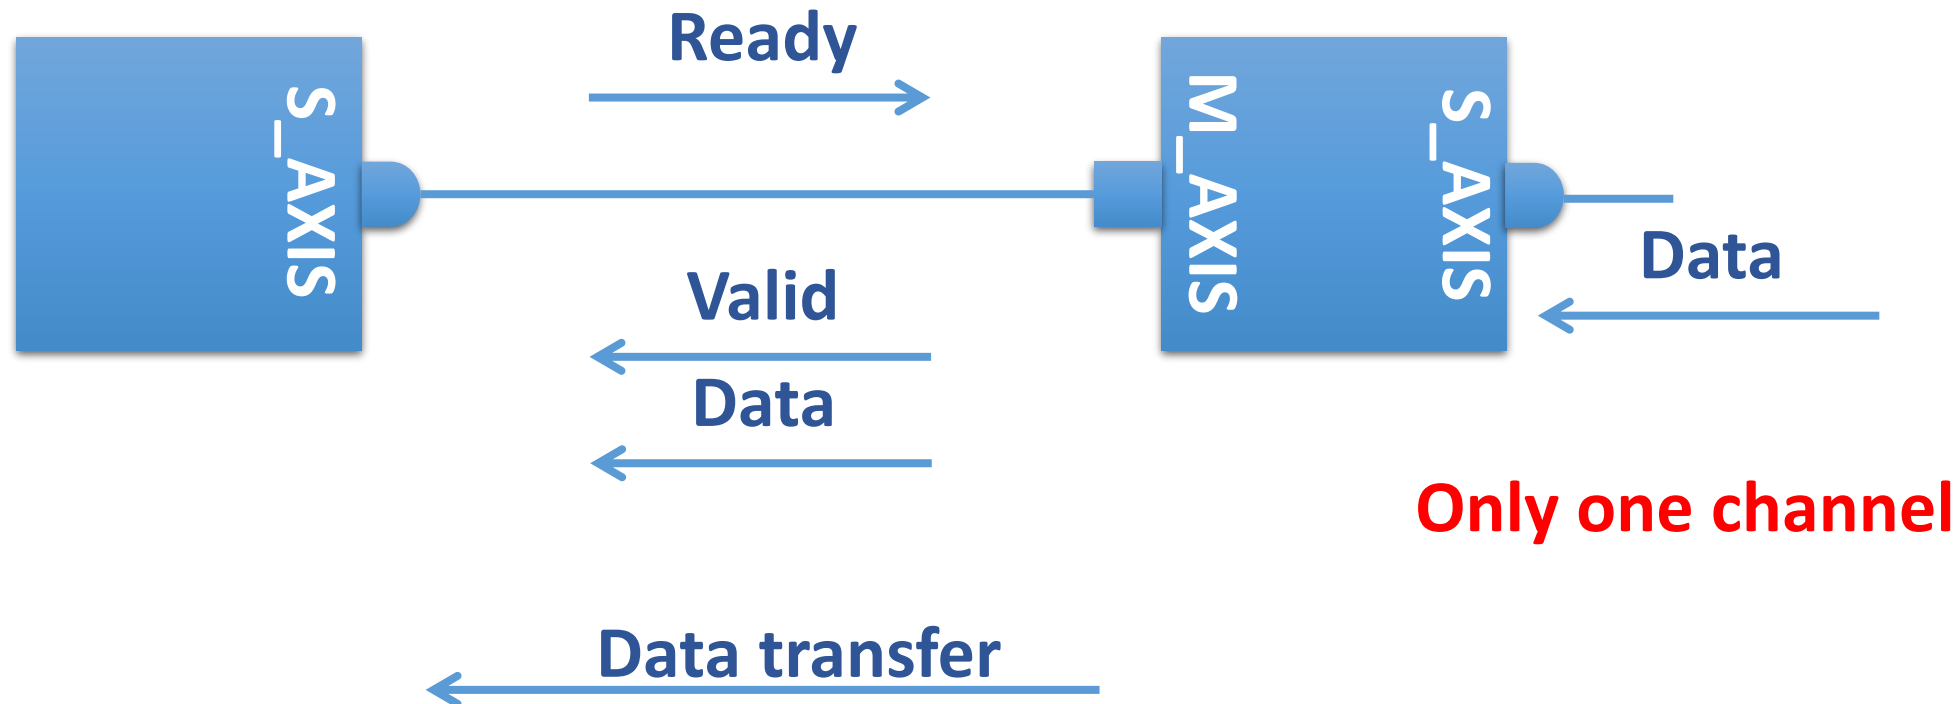 Ready
S_AXIS
M_AXIS
S_AXIS
Data
Valid
Data
Only one channel
Data transfer